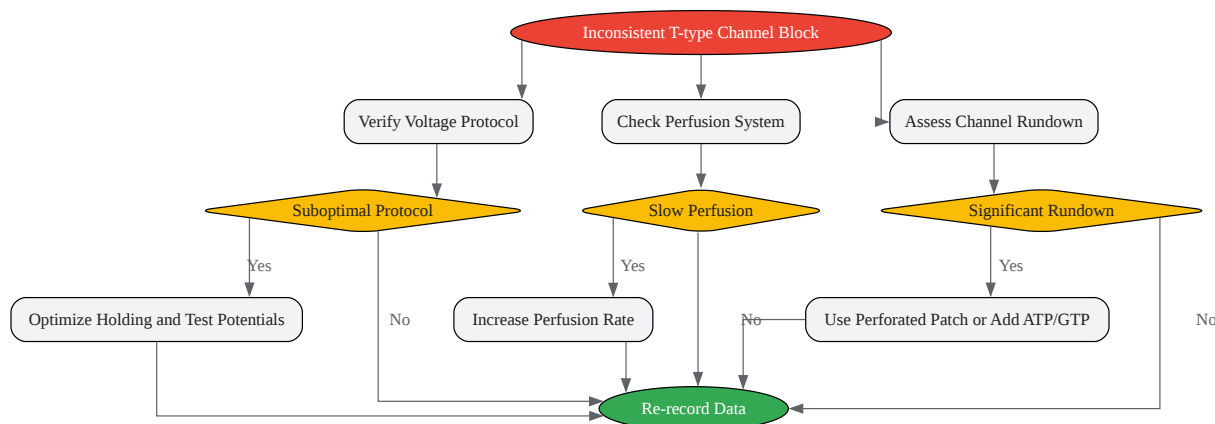 Inconsistent T-type Channel Block
Verify Voltage Protocol
Check Perfusion System
Assess Channel Rundown
Suboptimal Protocol
Slow Perfusion
Significant Rundown
Yes
Yes
Yes
Optimize Holding and Test Potentials
No
Increase Perfusion Rate
No
Use Perforated Patch or Add ATP/GTP
No
Re-record Data